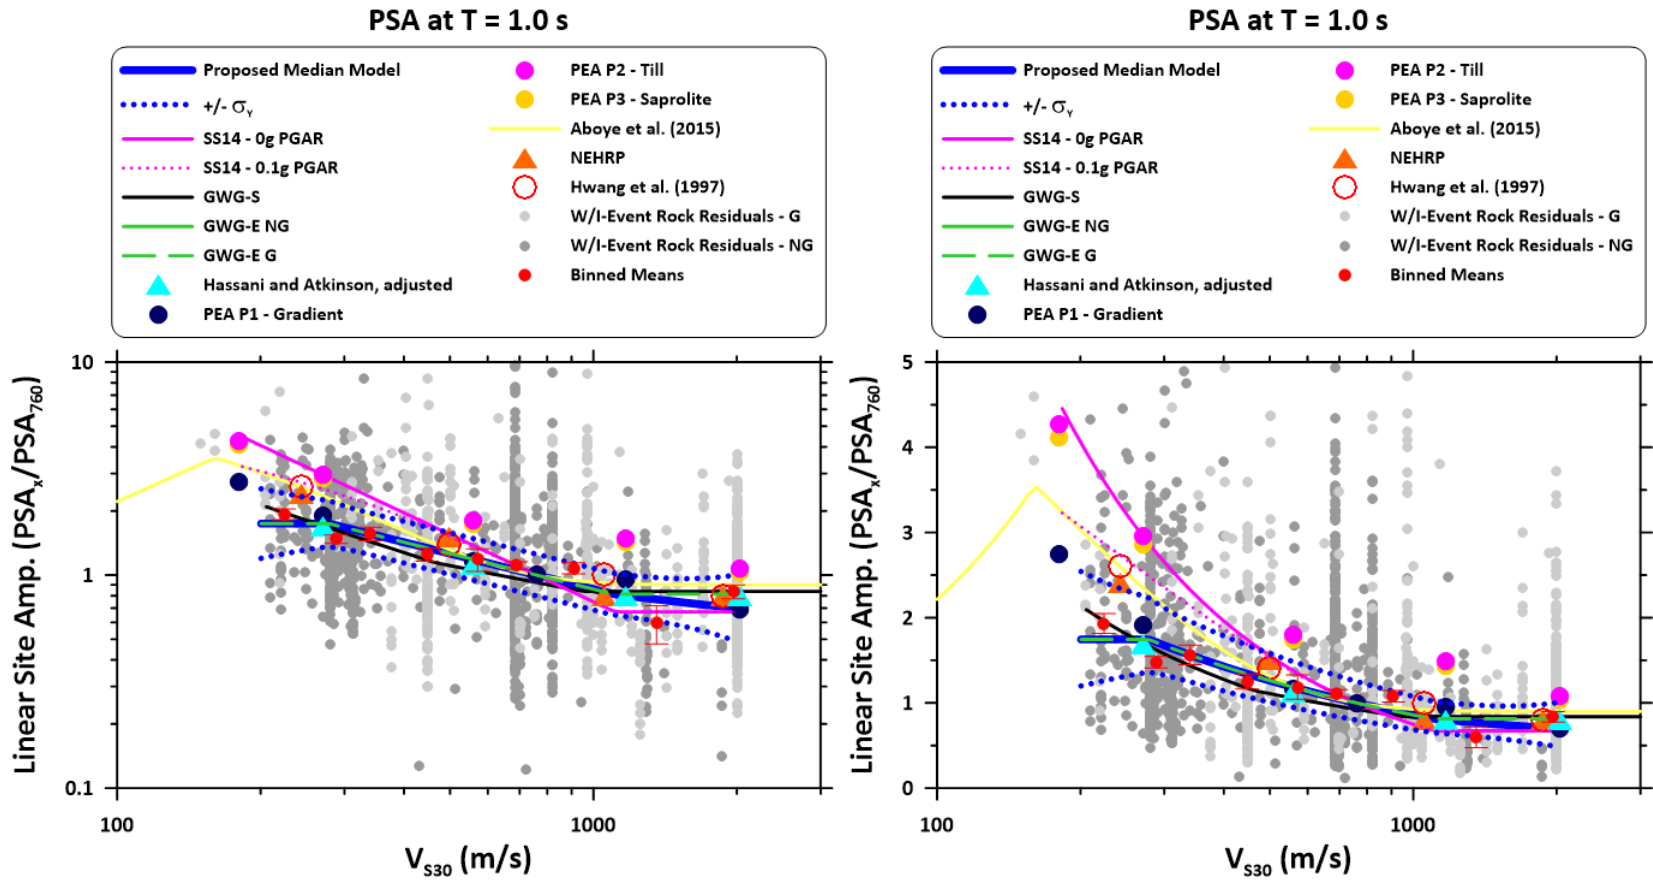 PSA at T = 1.0 s
Proposed Median Model
+/- σY
SS14 - 0g PGAR
SS14 - 0.1g PGAR
GWG-S
GWG-E NG
GWG-E G
Hassani and Atkinson, adjusted
PEA P1 - Gradient
PEA P2 - Till
PEA P3 - Saprolite
Aboye et al. (2015)
NEHRP
Hwang et al. (1997)
W/I-Event Rock Residuals - G
W/I-Event Rock Residuals - NG
Binned Means
Linear Site Amp. (PSAx/PSA760)
10
1
0.1
100
1000
VS30 (m/s)
PSA at T = 1.0 s
Proposed Median Model
+/- σY
SS14 - 0g PGAR
SS14 - 0.1g PGAR
GWG-S
GWG-E NG
GWG-E G
Hassani and Atkinson, adjusted
PEA P1 - Gradient
PEA P2 - Till
PEA P3 - Saprolite
Aboye et al. (2015)
NEHRP
Hwang et al. (1997)
W/I-Event Rock Residuals - G
W/I-Event Rock Residuals - NG
Binned Means
Linear Site Amp. (PSAx/PSA760)
5
4
3
2
1
0
100
1000
VS30 (m/s)